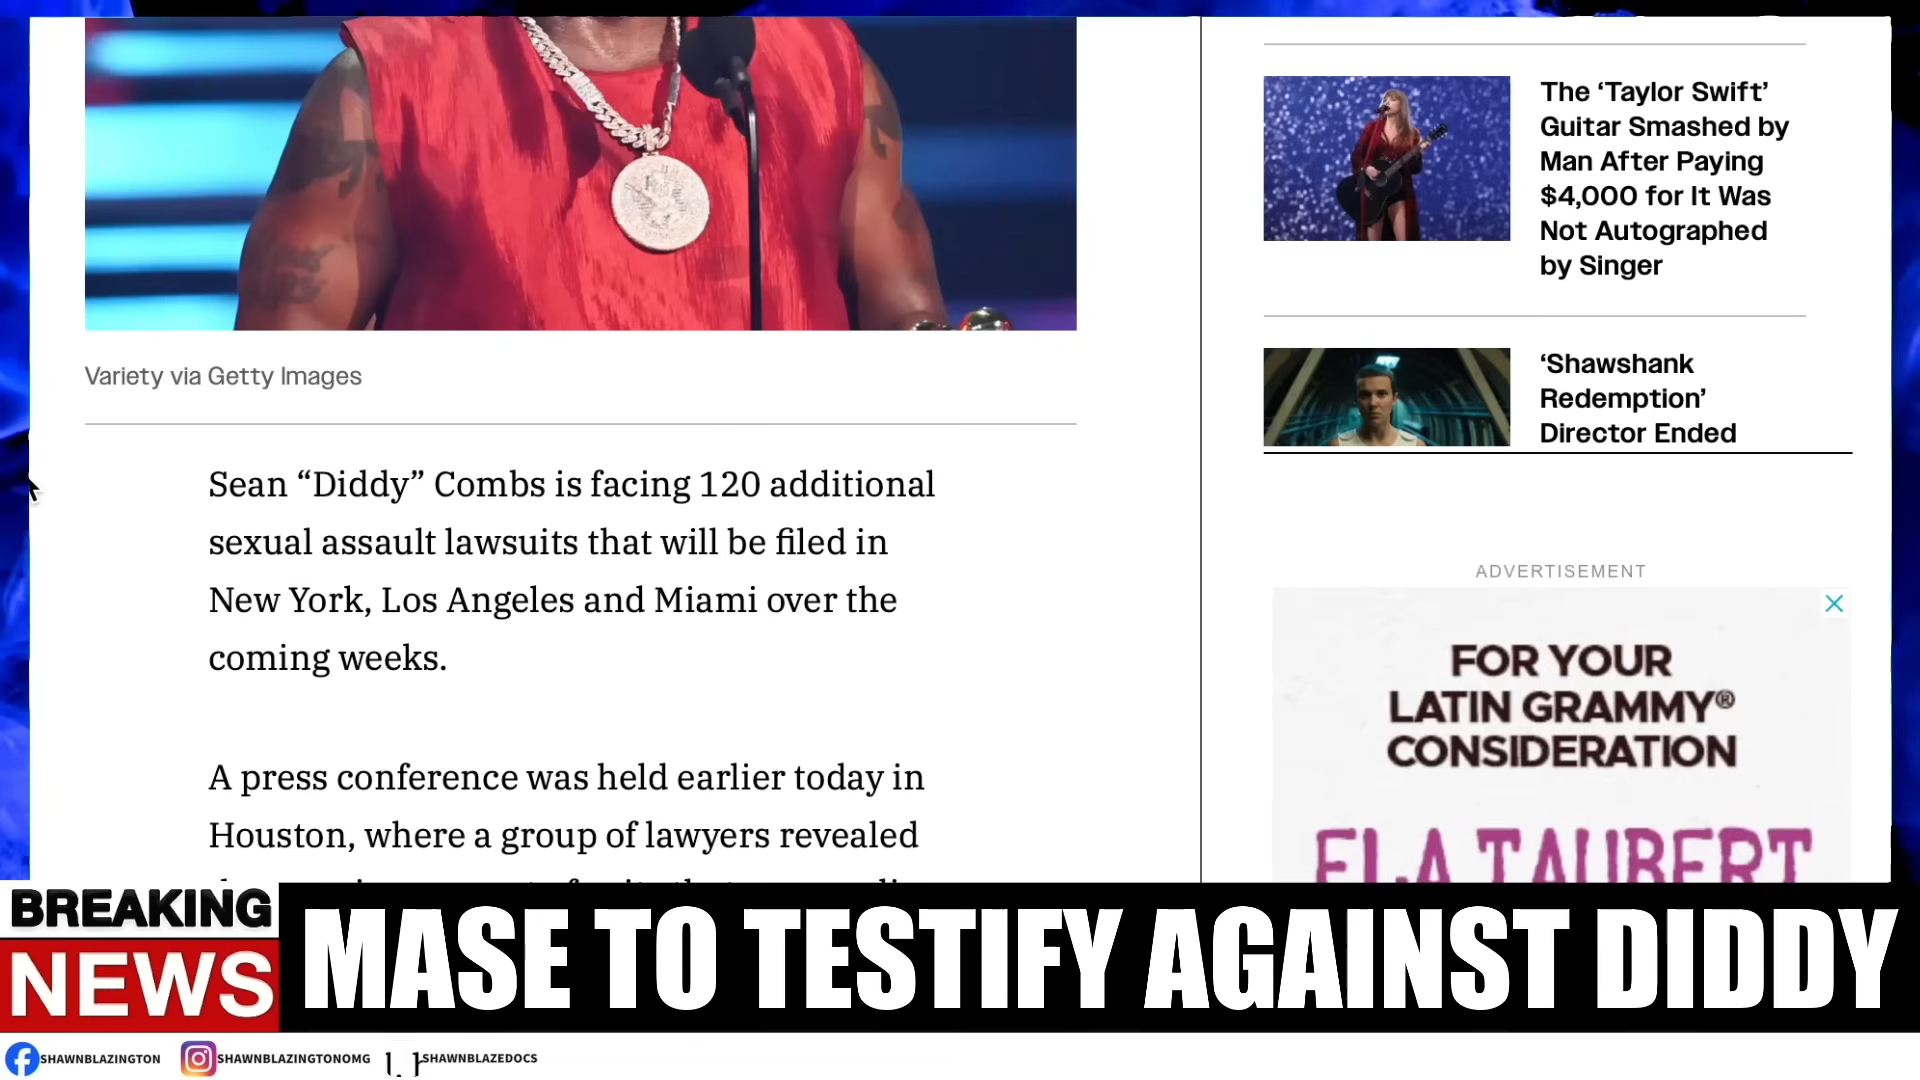 The ‘Taylor Swift’
Guitar Smashed by
Man After Paying
$4,000 for It Was
Not Autographed
by Singer
‘Shawshank
Redemption’
Director Ended
Variety via Getty Images
Sean “Diddy” Combs is facing 120 additional
sexual assault lawsuits that will be filed in
New York, Los Angeles and Miami over the
coming weeks.
A press conference was held earlier today in
Houston, where a group of lawyers revealed
ADVERTISEMENT
FOR YOUR
LATIN GRAMMY®
CONSIDERATION
ELA TAUBERT
BREAKING
NEWS
MASE TO TESTIFY AGAINST DIDDY
SHAWNBLAZINGTON
SHAWNBLAZINGTONOMG
SHAWNBLAZEDOCS